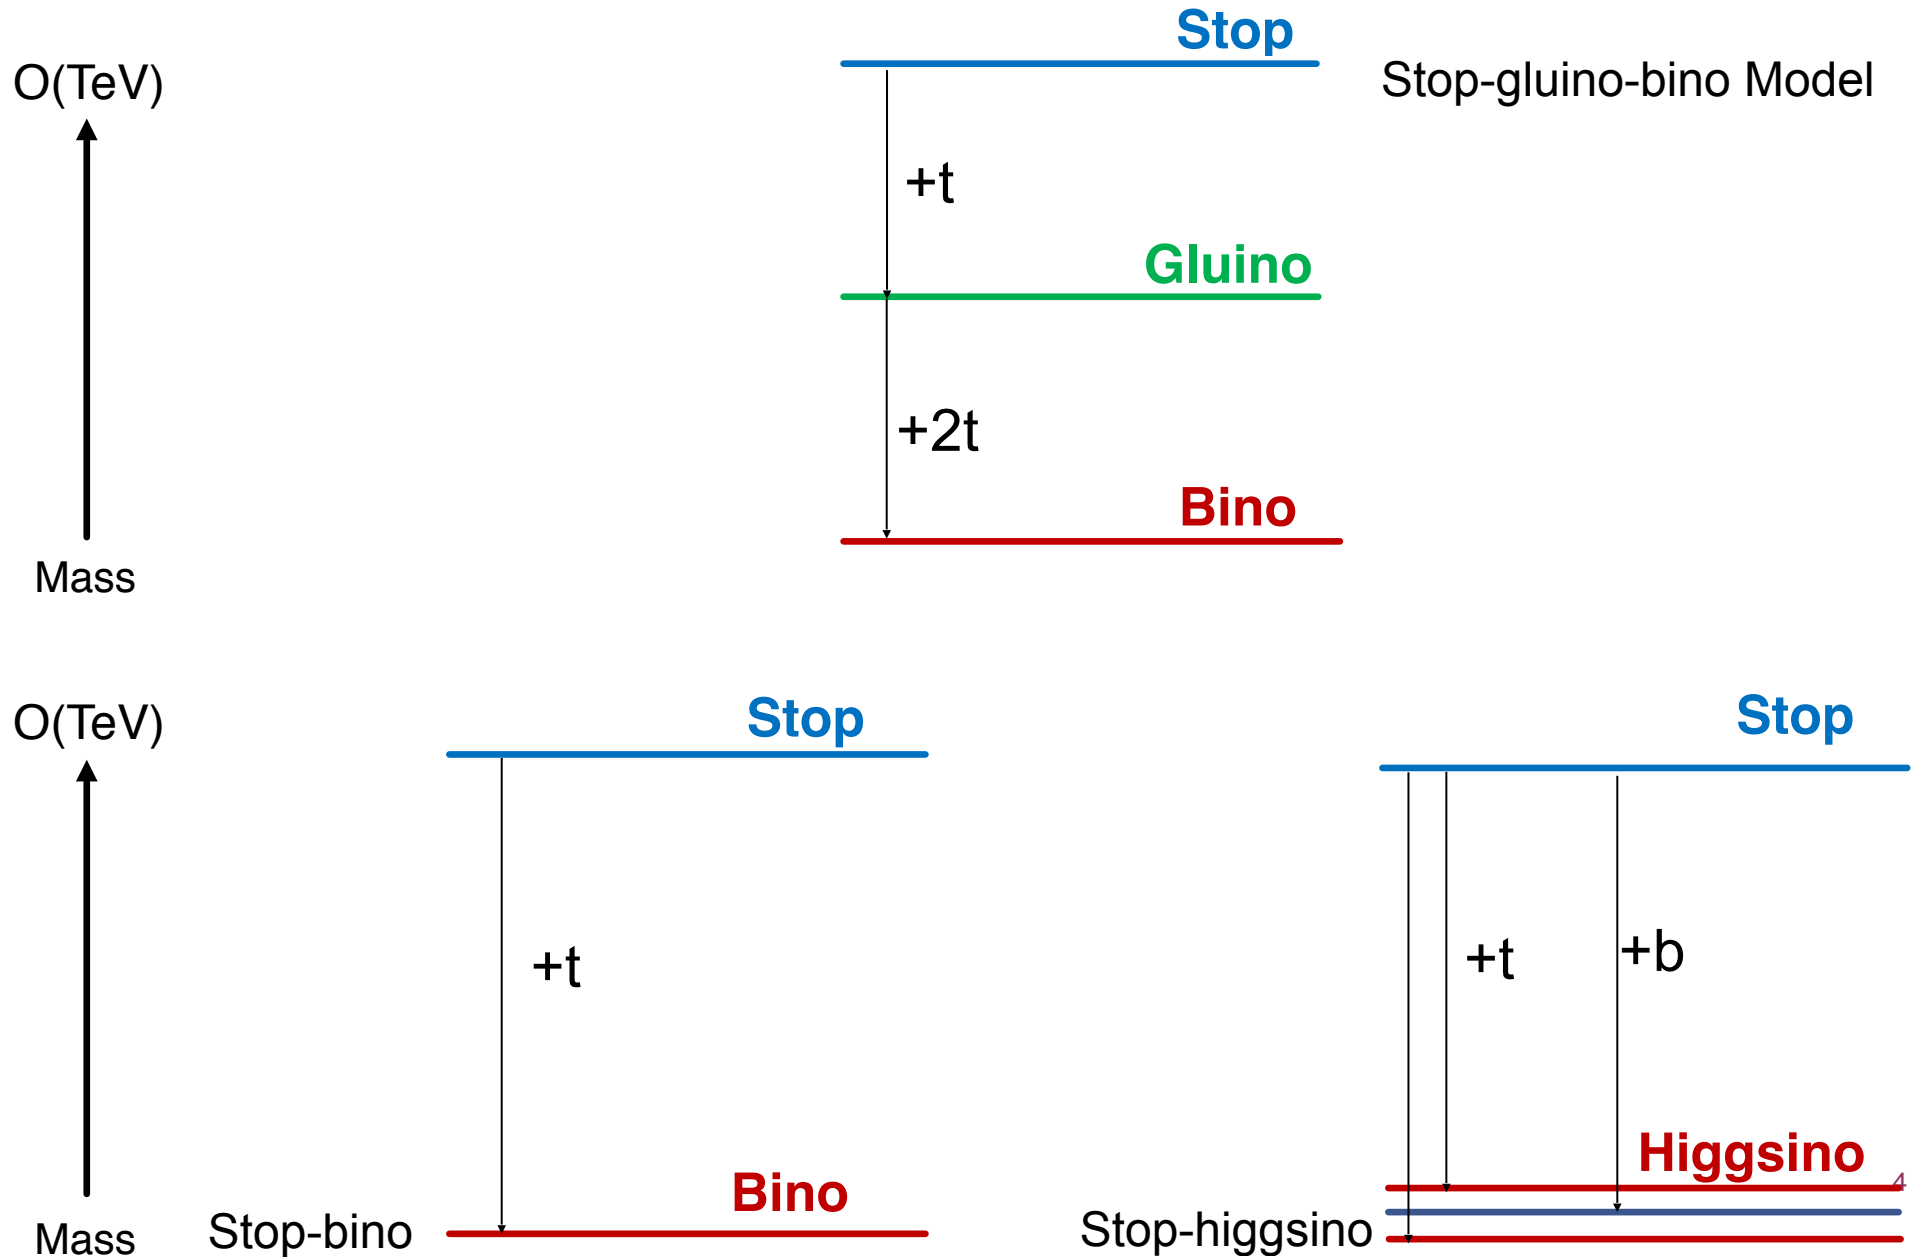 Stop
O(TeV)
Stop-gluino-bino Model
+t
Gluino
+2t
Bino
Mass
O(TeV)
Stop
Stop
+t
+t
+b
Higgsino
4
Bino
Stop-bino
Stop-higgsino
Mass